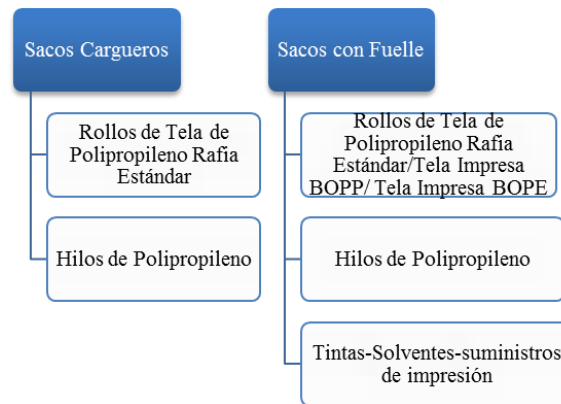 Sacos Cargueros
Rollos de Tela de
Polipropileno Rafia
Estándar
Hilos de Polipropileno
Sacos con Fuelle
Rollos de Tela de
Polipropileno Rafia
Estándar/Tela Impresa
BOPP/ Tela Impresa BOPE
Hilos de Polipropileno
Tintas-Solventes-suministros
de impresión